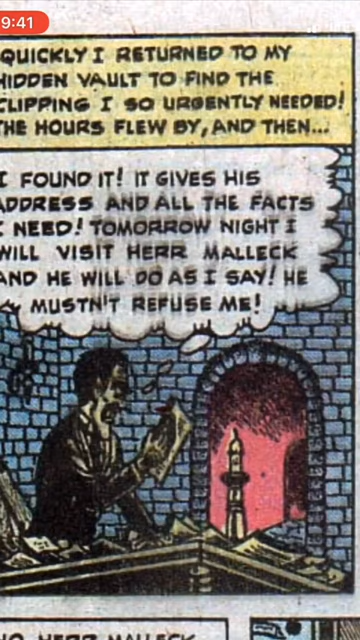 9:41
QUICKLY I RETURNED TO MY
HIDDEN VAULT TO FIND THE
CLIPPING I SO URGENTLY NEEDED!
THE HOURS FLEW BY, AND THEN...
I FOUND IT! IT GIVES HIS
ADDRESS AND ALL THE FACTS
I NEED! TOMORROW NIGHT I
WILL VISIT HERR MALLECK
AND HE WILL DO AS I SAY! HE
MUSTN'T REFUSE ME!
HERR MALLECK